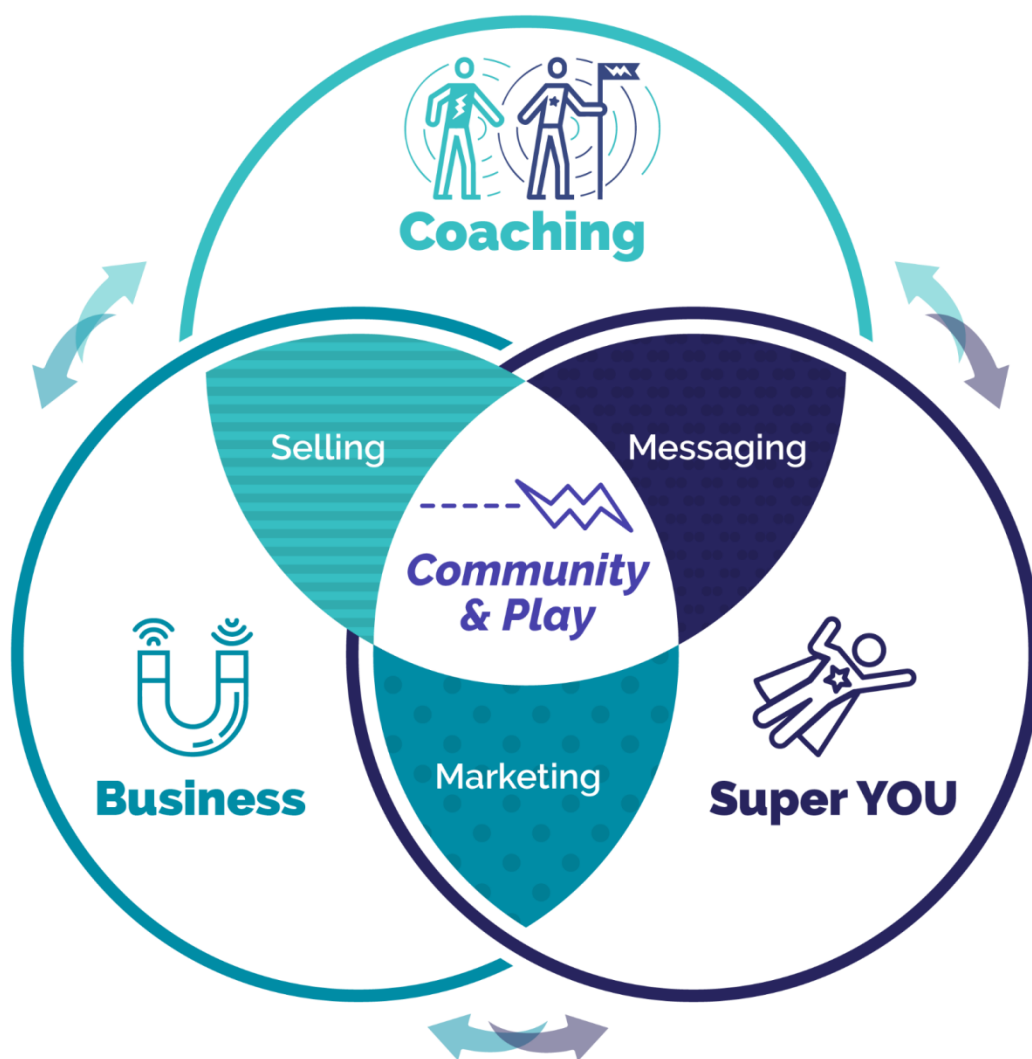 Coaching
Selling
Messaging
Community
& Play
Marketing
Business
Super YOU